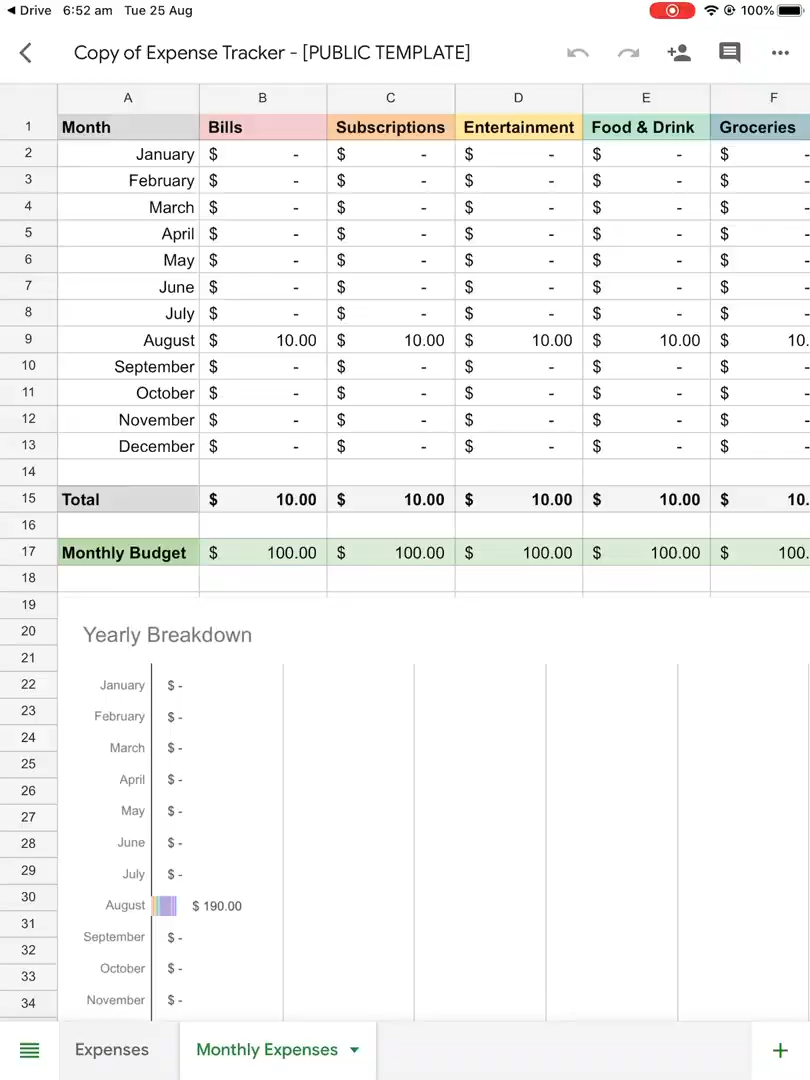 Drive 6:52 am Tue 25 Aug 100%
Copy of Expense Tracker - [PUBLIC TEMPLATE]
A B C D E F
1 Month Bills Subscriptions Entertainment Food & Drink Groceries
2 January $ - $ - $ - $ - $ -
3 February $ - $ - $ - $ - $ -
4 March $ - $ - $ - $ - $ -
5 April $ - $ - $ - $ - $ -
6 May $ - $ - $ - $ - $ -
7 June $ - $ - $ - $ - $ -
8 July $ - $ - $ - $ - $ -
9 August $ 10.00 $ 10.00 $ 10.00 $ 10.00 $ 10.
10 September $ - $ - $ - $ - $ -
11 October $ - $ - $ - $ - $ -
12 November $ - $ - $ - $ - $ -
13 December $ - $ - $ - $ - $ -
14
15 Total $ 10.00 $ 10.00 $ 10.00 $ 10.00 $ 10.
16
17 Monthly Budget $ 100.00 $ 100.00 $ 100.00 $ 100.00 $ 100.
18
19
20 Yearly Breakdown
21
22 January $ -
23 February $ -
24 March $ -
25 April $ -
26 May $ -
27
28 June $ -
29 July $ -
30 August $ 190.00
31
32 September $ -
33 October $ -
34 November $ -
Expenses Monthly Expenses